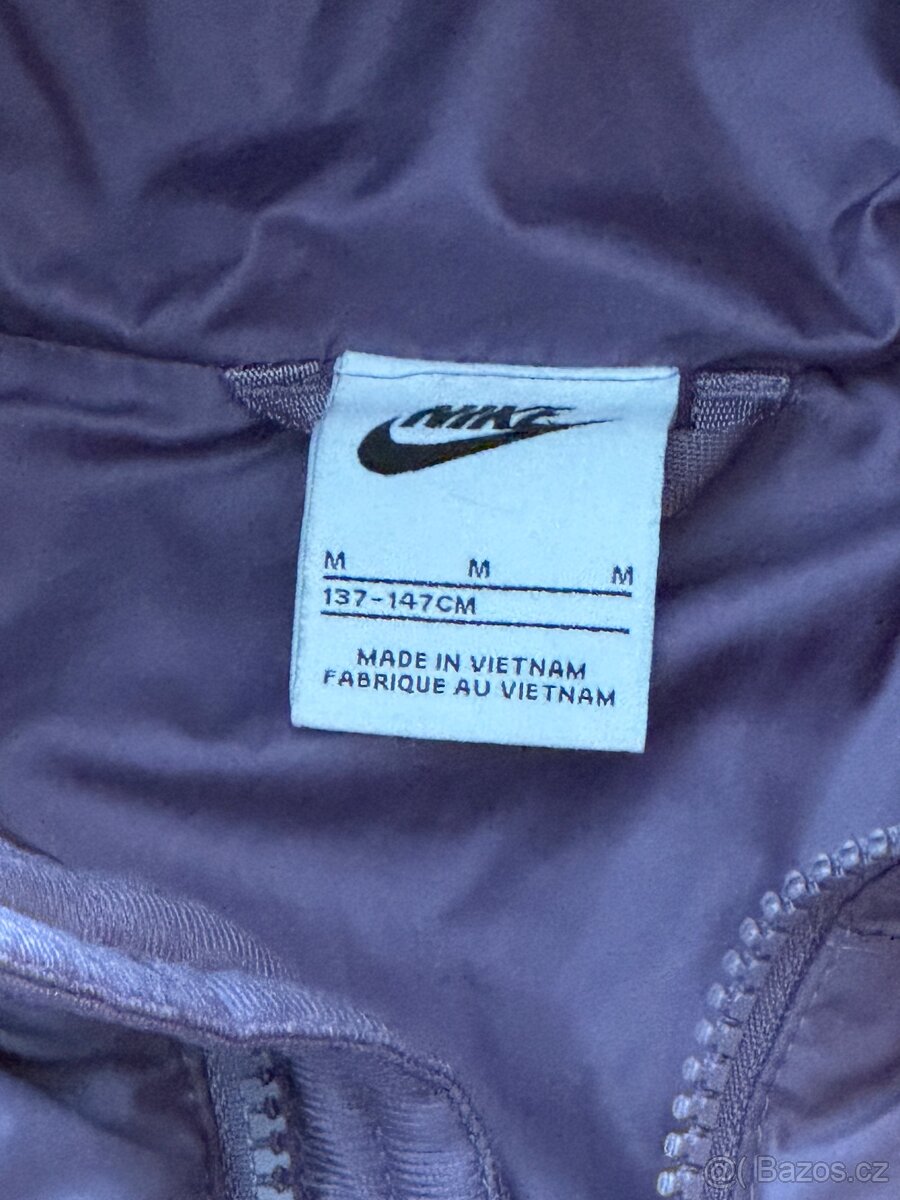 NIKE
M M M
137-147CM
MADE IN VIETNAM
FABRIQUE AU VIETNAM
@( Bazos.cz